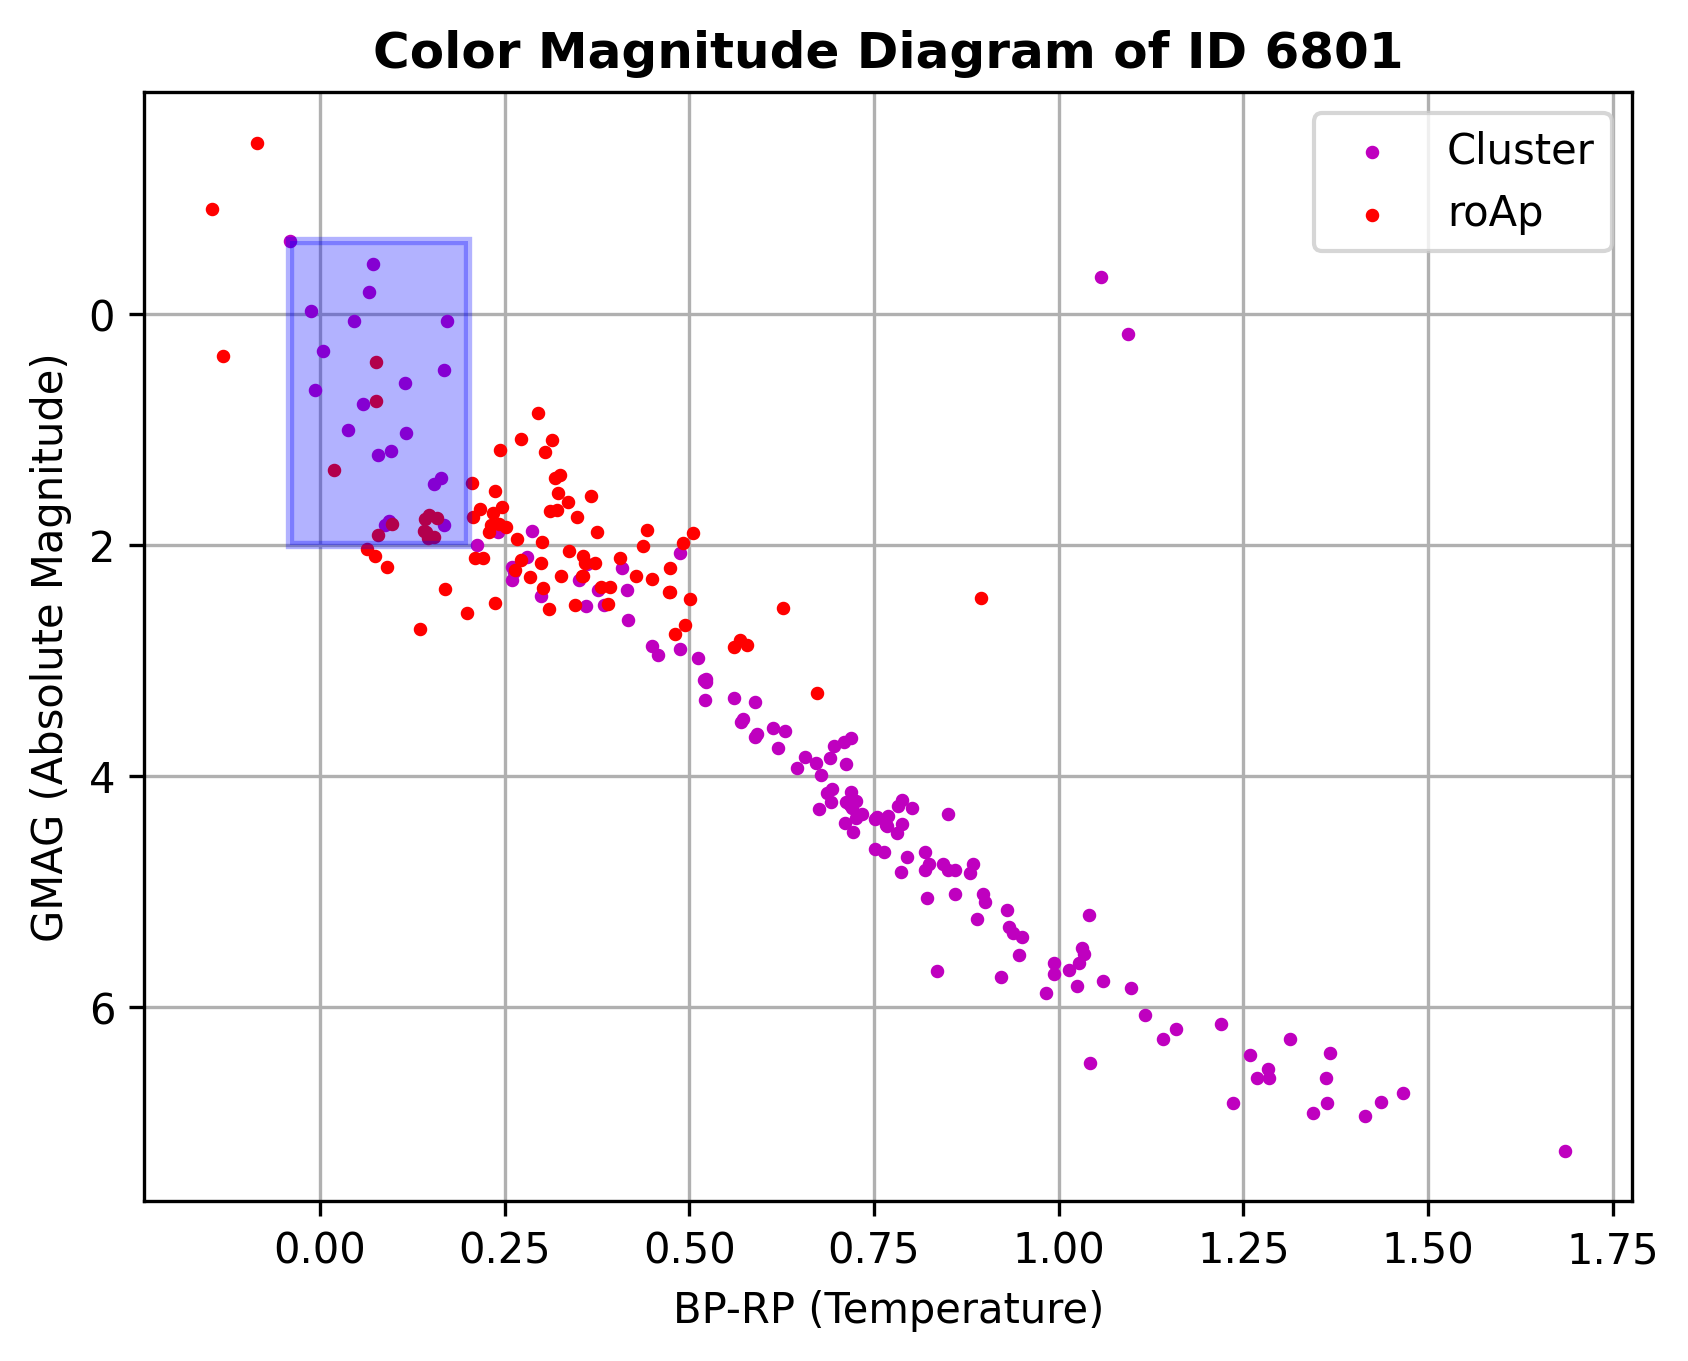 Color Magnitude Diagram of ID 6801
Cluster
roAp
GMAG (Absolute Magnitude)
0
2
4
6
0.00 0.25 0.50 0.75 1.00 1.25 1.50 1.75
BP-RP (Temperature)